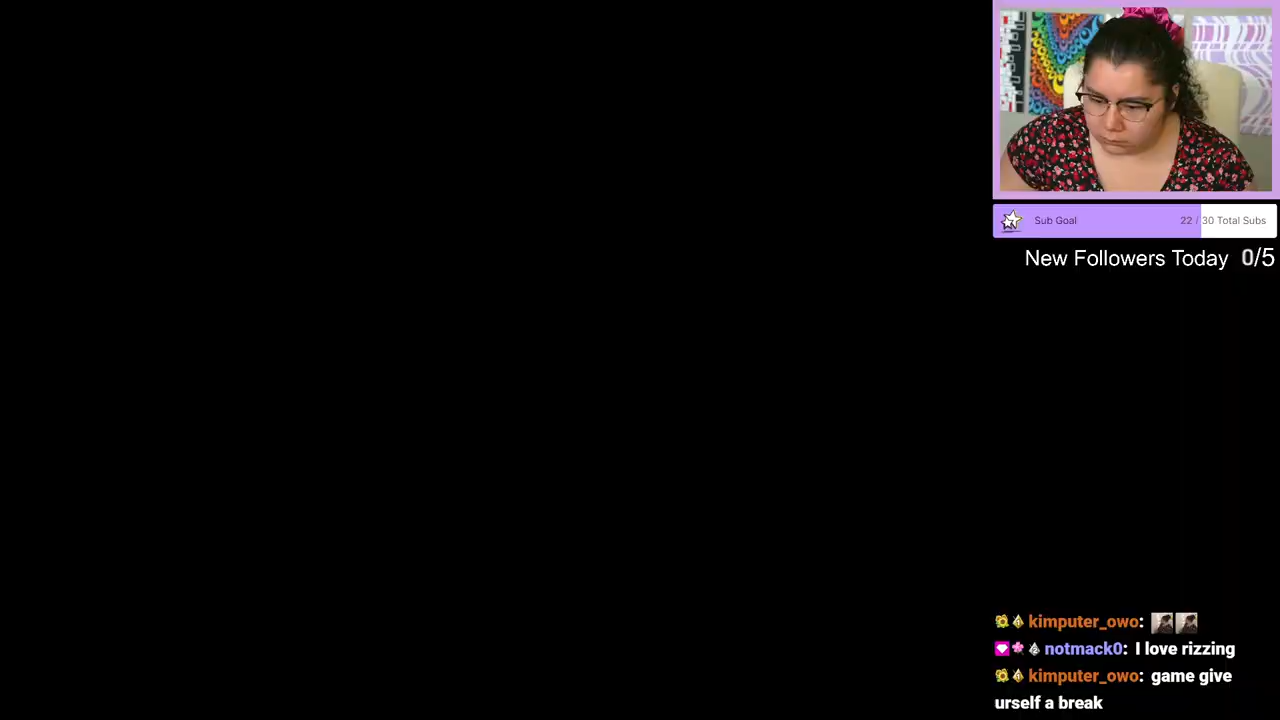 Sub Goal 22 / 30 Total Subs
New Followers Today 0/5
kimputer_owo:
notmack0: I love rizzing
kimputer_owo: game give
urself a break